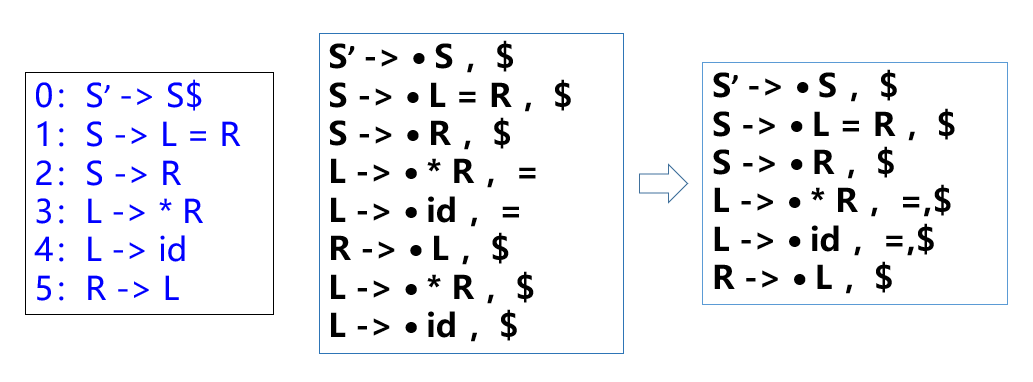 0: S’ -> S$
1: S -> L = R
2: S -> R
3: L -> * R
4: L -> id
5: R -> L
S’ -> • S , $
S -> • L = R , $
S -> • R , $
L -> • * R , =
L -> • id , =
R -> • L , $
L -> • * R , $
L -> • id , $
S’ -> • S , $
S -> • L = R , $
S -> • R , $
L -> • * R , =,$
L -> • id , =,$
R -> • L , $